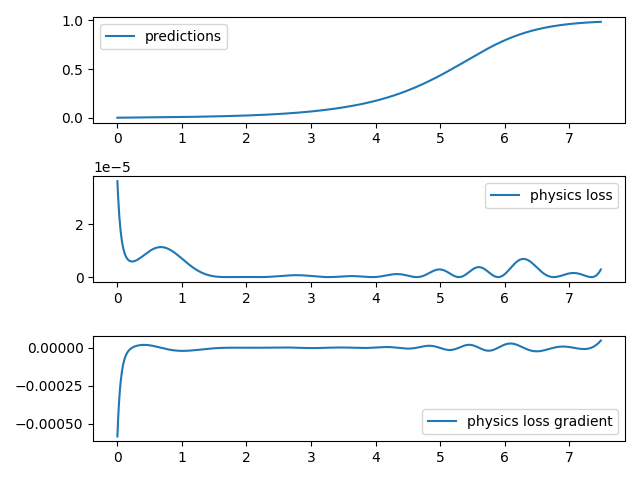 1.0
predictions
0.5
0.0
0 1 2 3 4 5 6 7
1e−5
physics loss
2
0
0 1 2 3 4 5 6 7
0.00000
−0.00025
−0.00050
physics loss gradient
0 1 2 3 4 5 6 7